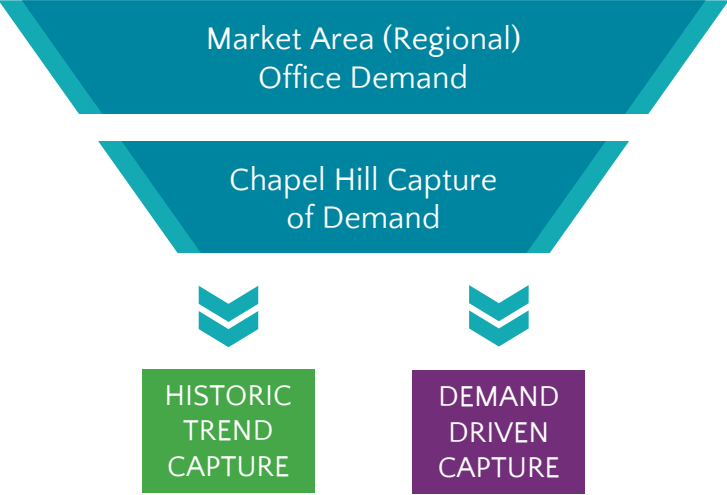 Market Area (Regional)
Office Demand
Chapel Hill Capture
of Demand
HISTORIC
TREND
CAPTURE
DEMAND
DRIVEN
CAPTURE